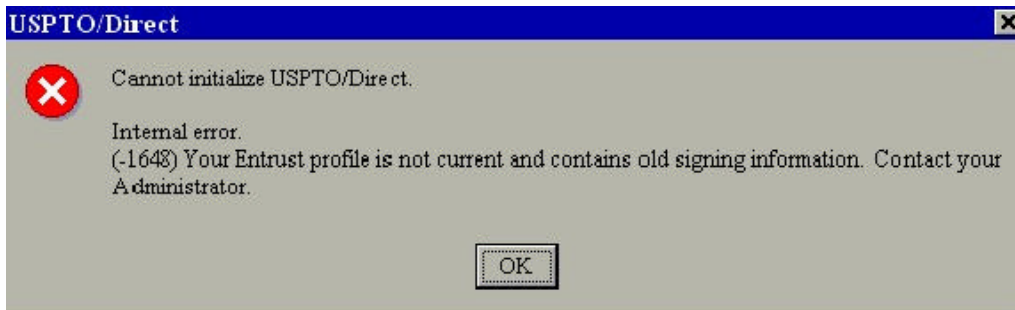 USPTO/Direct
Cannot initialize USPTO/Direct.
Internal error.
(-1648) Your Entrust profile is not current and contains old signing information. Contact your
Administrator.
OK